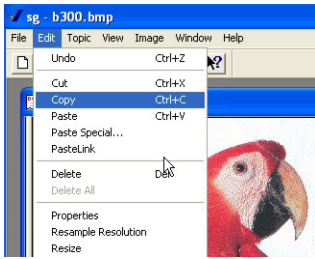 sg - b300.bmp
File Edit Topic View Image Window Help
Undo Ctrl+Z
Cut Ctrl+X
Copy Ctrl+C
Paste Ctrl+V
Paste Special...
PasteLink
Delete Del
Delete All
Properties
Resample Resolution
Resize